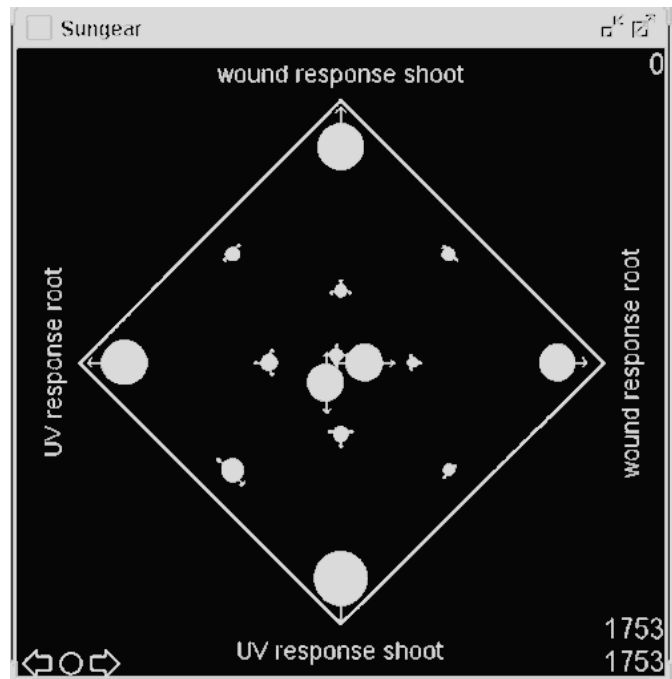 Sungear
0
wound response shoot
UV response root
wound response root
UV response shoot
1753
1753